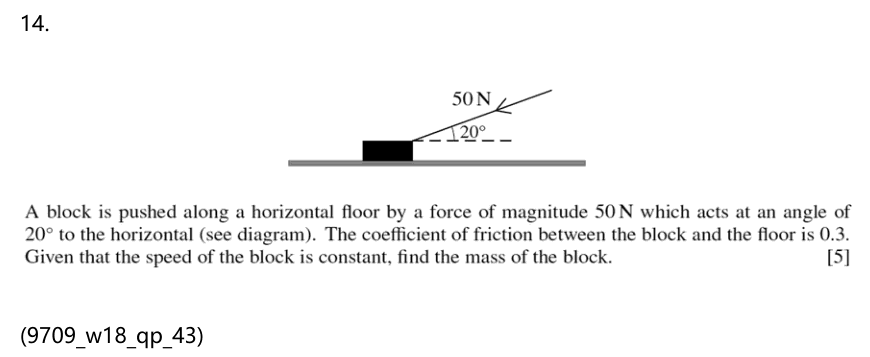 14.
50 N
20°
A block is pushed along a horizontal floor by a force of magnitude 50 N which acts at an angle of
20° to the horizontal (see diagram). The coefficient of friction between the block and the floor is 0.3.
Given that the speed of the block is constant, find the mass of the block. [5]
(9709_w18_qp_43)